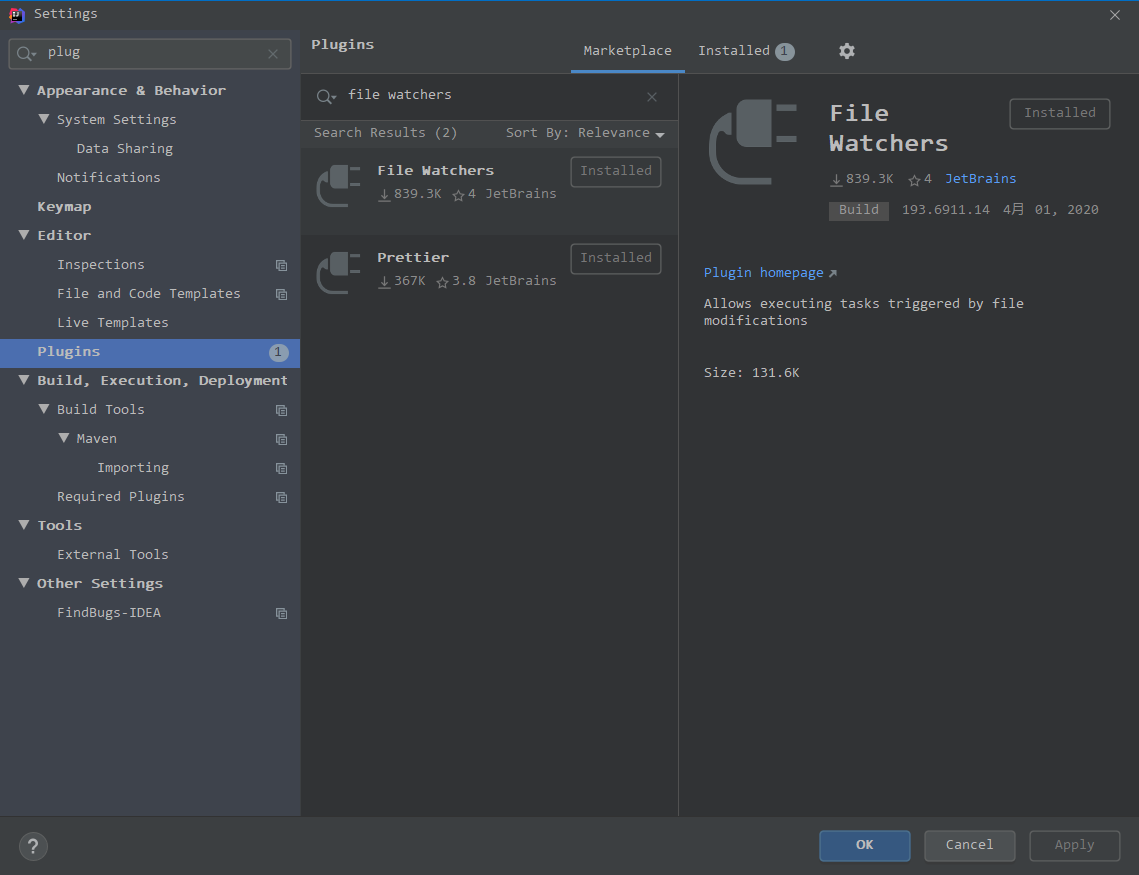 Settings
plug
Appearance & Behavior
System Settings
Data Sharing
Notifications
Keymap
Editor
Inspections
File and Code Templates
Live Templates
Plugins 1
Build, Execution, Deployment
Build Tools
Maven
Importing
Required Plugins
Tools
External Tools
Other Settings
FindBugs-IDEA
Plugins
Marketplace Installed 1
file watchers
Search Results (2) Sort By: Relevance
File Watchers Installed
839.3K 4 JetBrains
Prettier Installed
367K 3.8 JetBrains
File
Watchers
Installed
839.3K 4 JetBrains
Build 193.6911.14 4月 01, 2020
Plugin homepage
Allows executing tasks triggered by file
modifications
Size: 131.6K
?
OK Cancel Apply